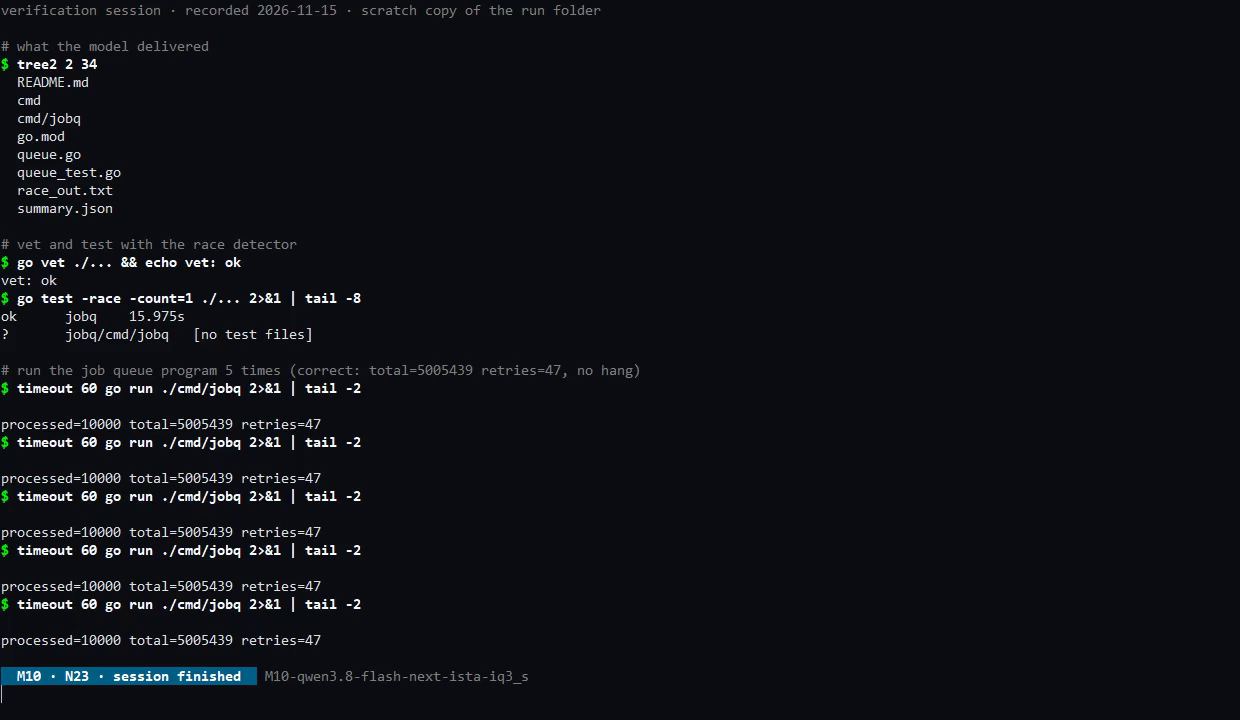 verification session · recorded 2026-11-15 · scratch copy of the run folder
# what the model delivered
$ tree2 2 34
README.md
cmd
cmd/jobq
go.mod
queue.go
queue_test.go
race_out.txt
summary.json
# vet and test with the race detector
$ go vet ./... && echo vet: ok
vet: ok
$ go test -race -count=1 ./... 2>&1 | tail -8
ok      jobq    15.975s
?       jobq/cmd/jobq   [no test files]
# run the job queue program 5 times (correct: total=5005439 retries=47, no hang)
$ timeout 60 go run ./cmd/jobq 2>&1 | tail -2
processed=10000 total=5005439 retries=47
$ timeout 60 go run ./cmd/jobq 2>&1 | tail -2
processed=10000 total=5005439 retries=47
$ timeout 60 go run ./cmd/jobq 2>&1 | tail -2
processed=10000 total=5005439 retries=47
$ timeout 60 go run ./cmd/jobq 2>&1 | tail -2
processed=10000 total=5005439 retries=47
$ timeout 60 go run ./cmd/jobq 2>&1 | tail -2
processed=10000 total=5005439 retries=47
M10 · N23 · session finished M10-qwen3.8-flash-next-ista-iq3_s